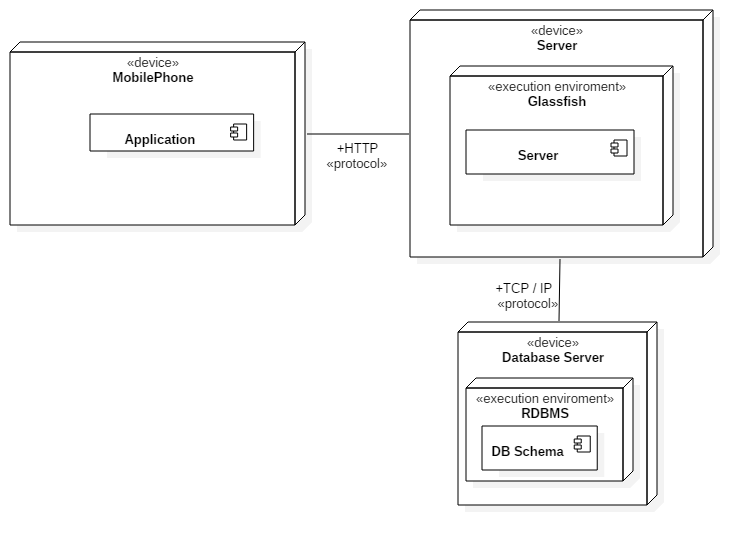 «device»
MobilePhone
Application
+HTTP
«protocol»
«device»
Server
«execution enviroment»
Glassfish
Server
+TCP / IP
«protocol»
«device»
Database Server
«execution enviroment»
RDBMS
DB Schema